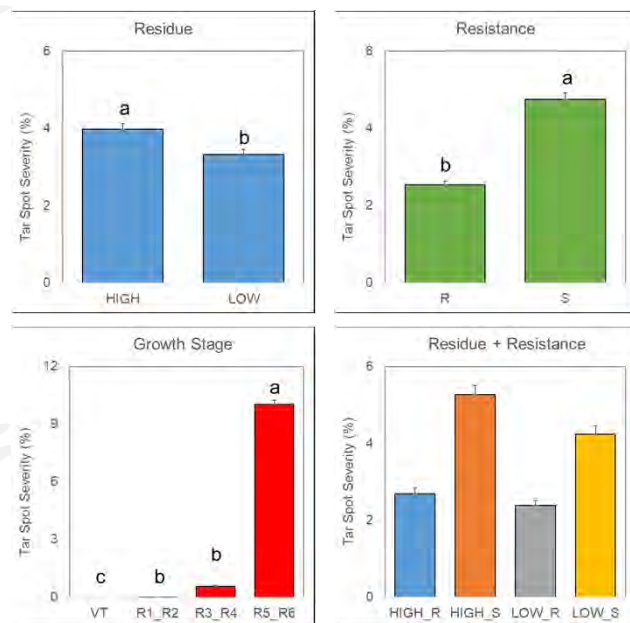 Residue
6
4
2
0
Tar Spot Severity (%)
a
b
HIGH LOW
Resistance
6
4
2
0
Tar Spot Severity (%)
b
a
R S
Growth Stage
12
9
6
3
0
Tar Spot Severity (%)
c b b a
VT R1_R2 R3_R4 R5_R6
Residue + Resistance
6
4
2
0
Tar Spot Severity (%)
HIGH_R HIGH_S LOW_R LOW_S